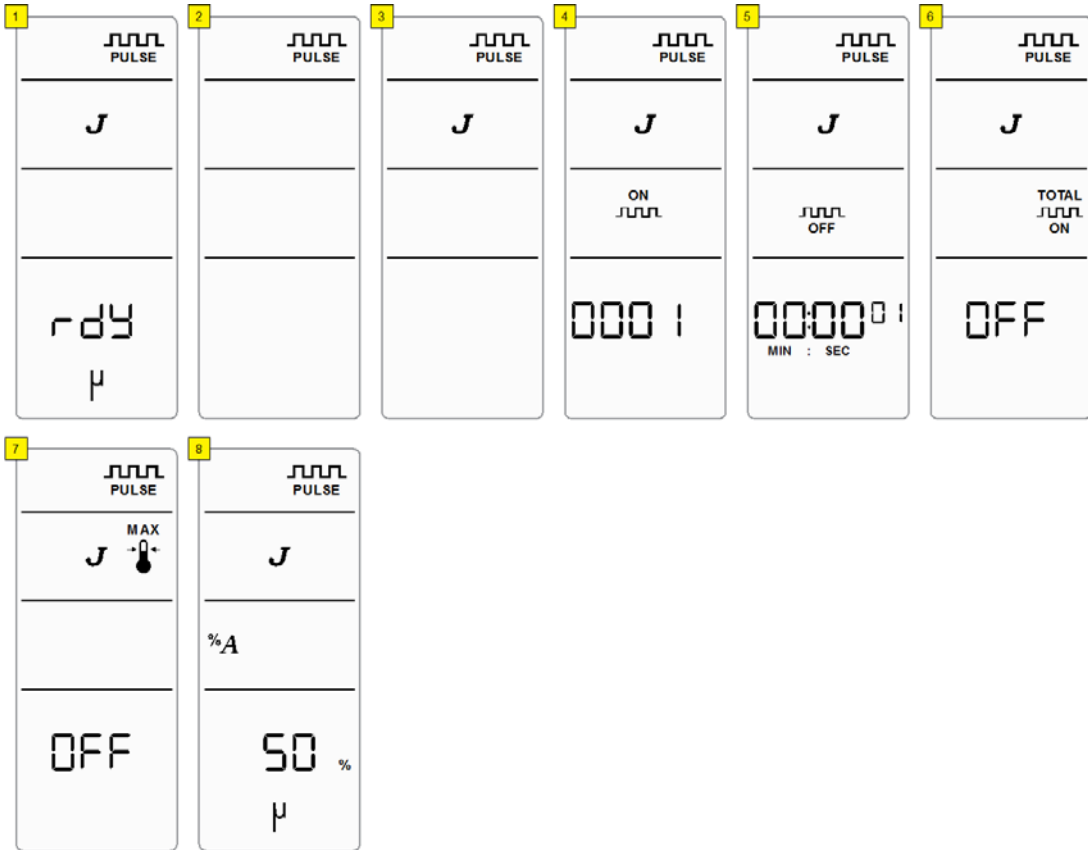 1
PULSE
J
rdy
µ
2
PULSE
3
PULSE
J
4
PULSE
J
ON
0001
5
PULSE
J
OFF
00:00 01
MIN : SEC
6
PULSE
J
TOTAL
ON
OFF
7
PULSE
MAX
J
OFF
8
PULSE
J
%A
50 %
µ